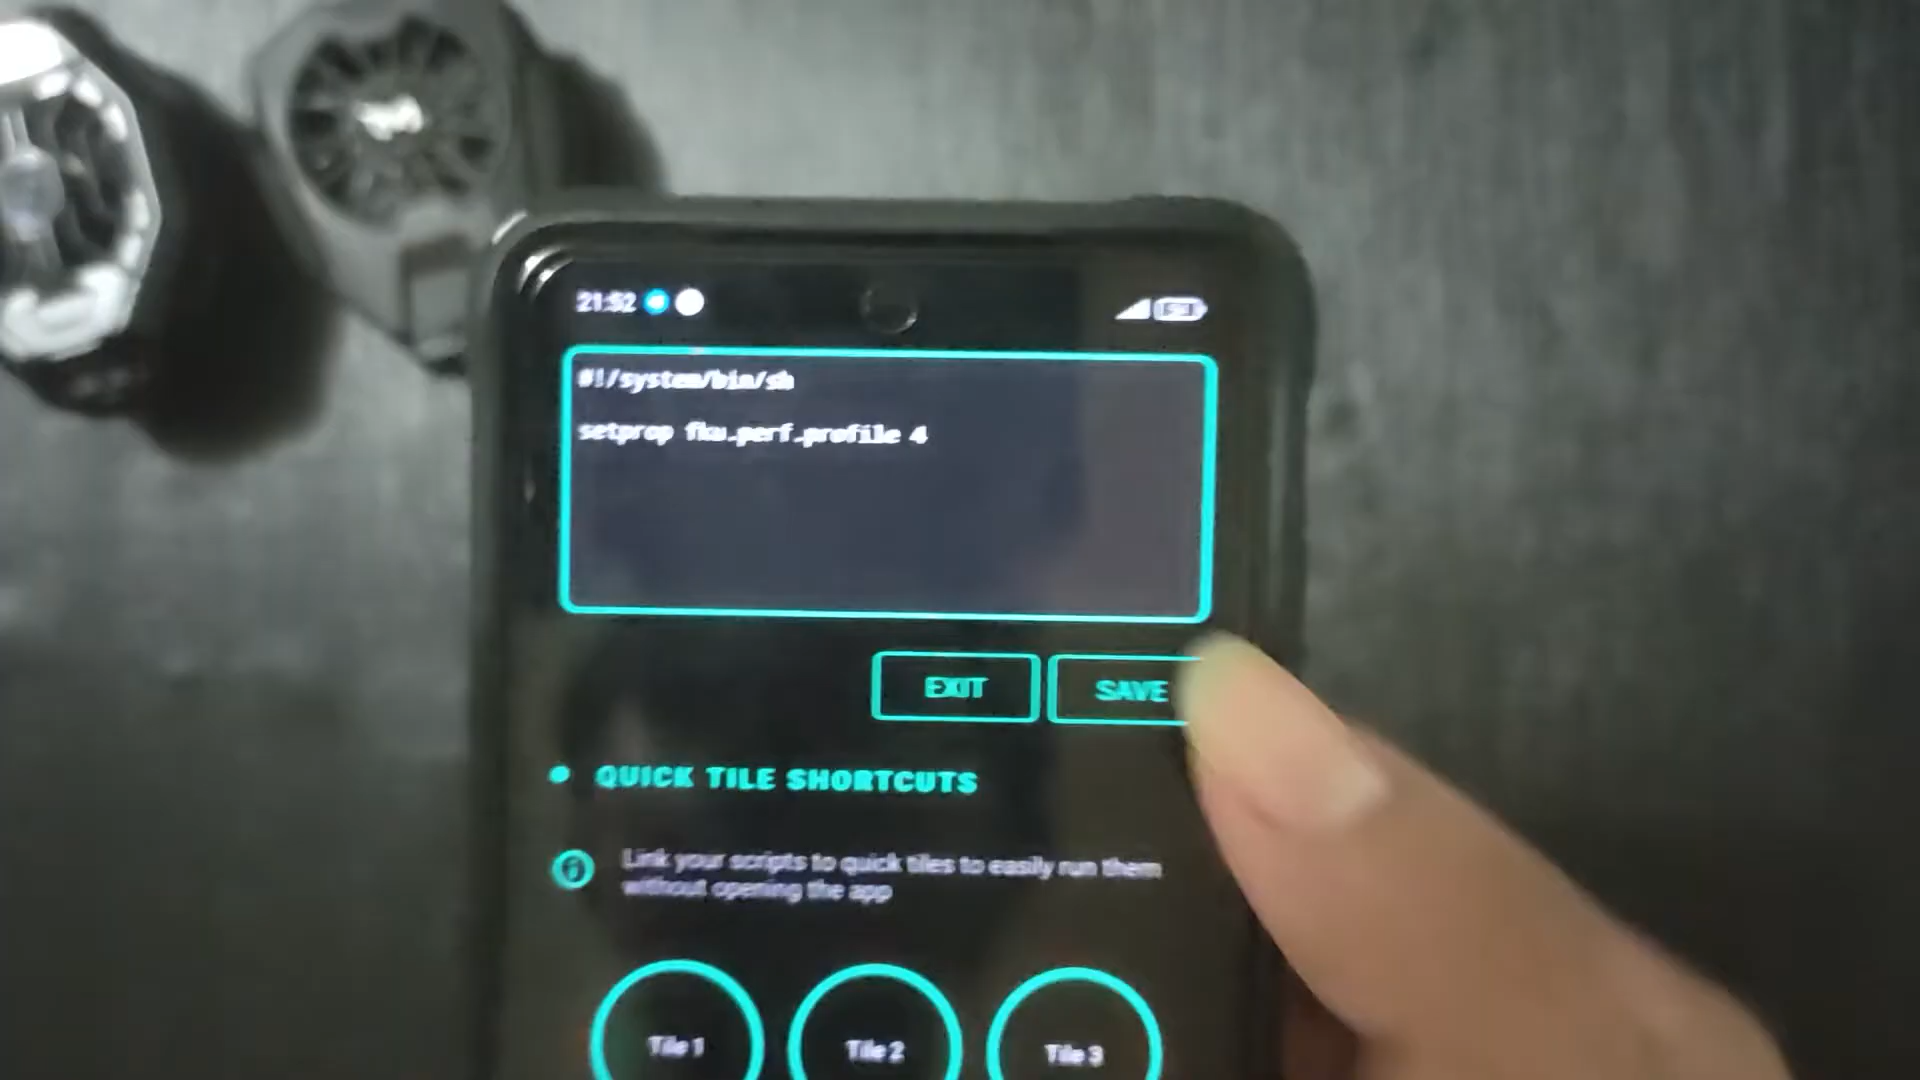 21:52
#!/system/bin/sh
setprop fku.perf.profile 4
EXIT
SAVE
QUICK TILE SHORTCUTS
Link your scripts to quick tiles to easily run them
without opening the app
Tile 1
Tile 2
Tile 3